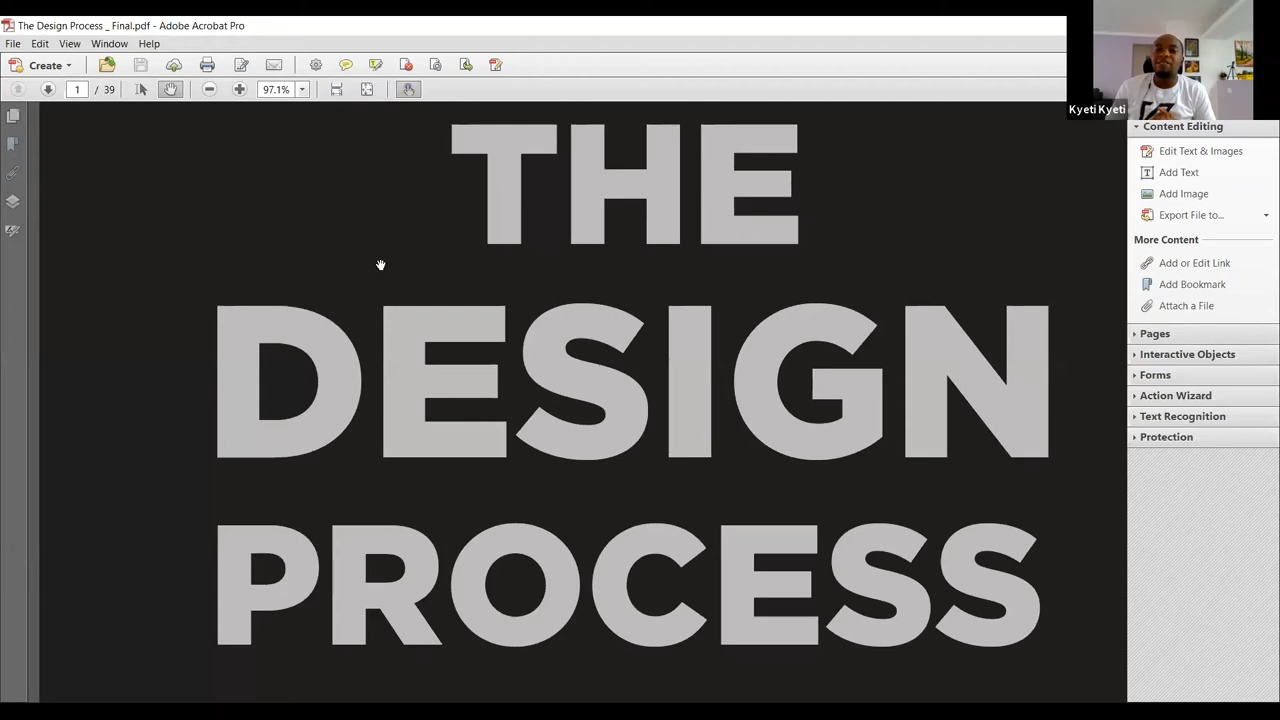 The Design Process _ Final.pdf - Adobe Acrobat Pro
File Edit View Window Help
Create
1 / 39 97.1%
Kyeti Kyeti
THE
DESIGN
PROCESS
Content Editing
Edit Text & Images
Add Text
Add Image
Export File to...
More Content
Add or Edit Link
Add Bookmark
Attach a File
Pages
Interactive Objects
Forms
Action Wizard
Text Recognition
Protection